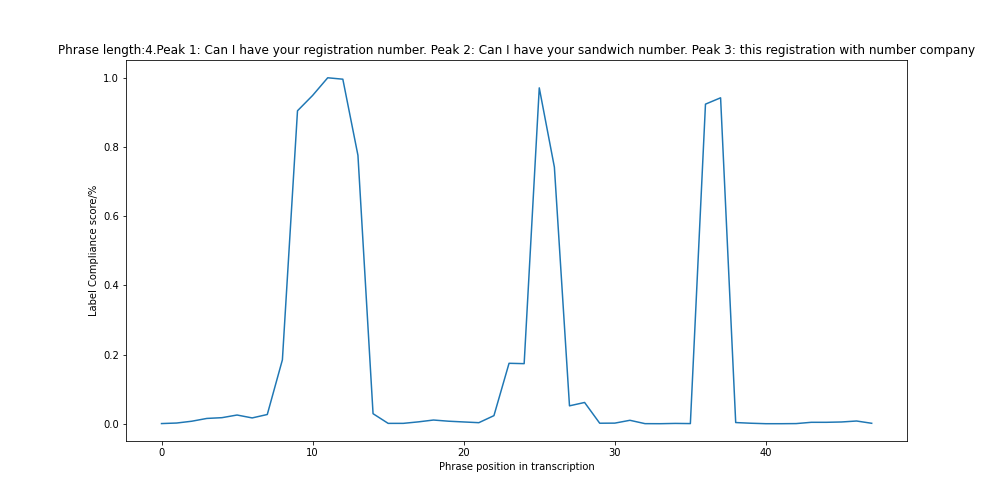 Phrase length:4.Peak 1: Can I have your registration number. Peak 2: Can I have your sandwich number. Peak 3: this registration with number company
1.0
0.8
0.6
0.4
0.2
0.0
Label Compliance score/%
0 10 20 30 40
Phrase position in transcription